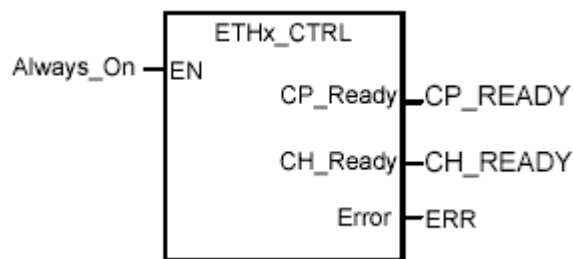 ETHx_CTRL
Always_On EN
CP_Ready CP_READY
CH_Ready CH_READY
Error ERR